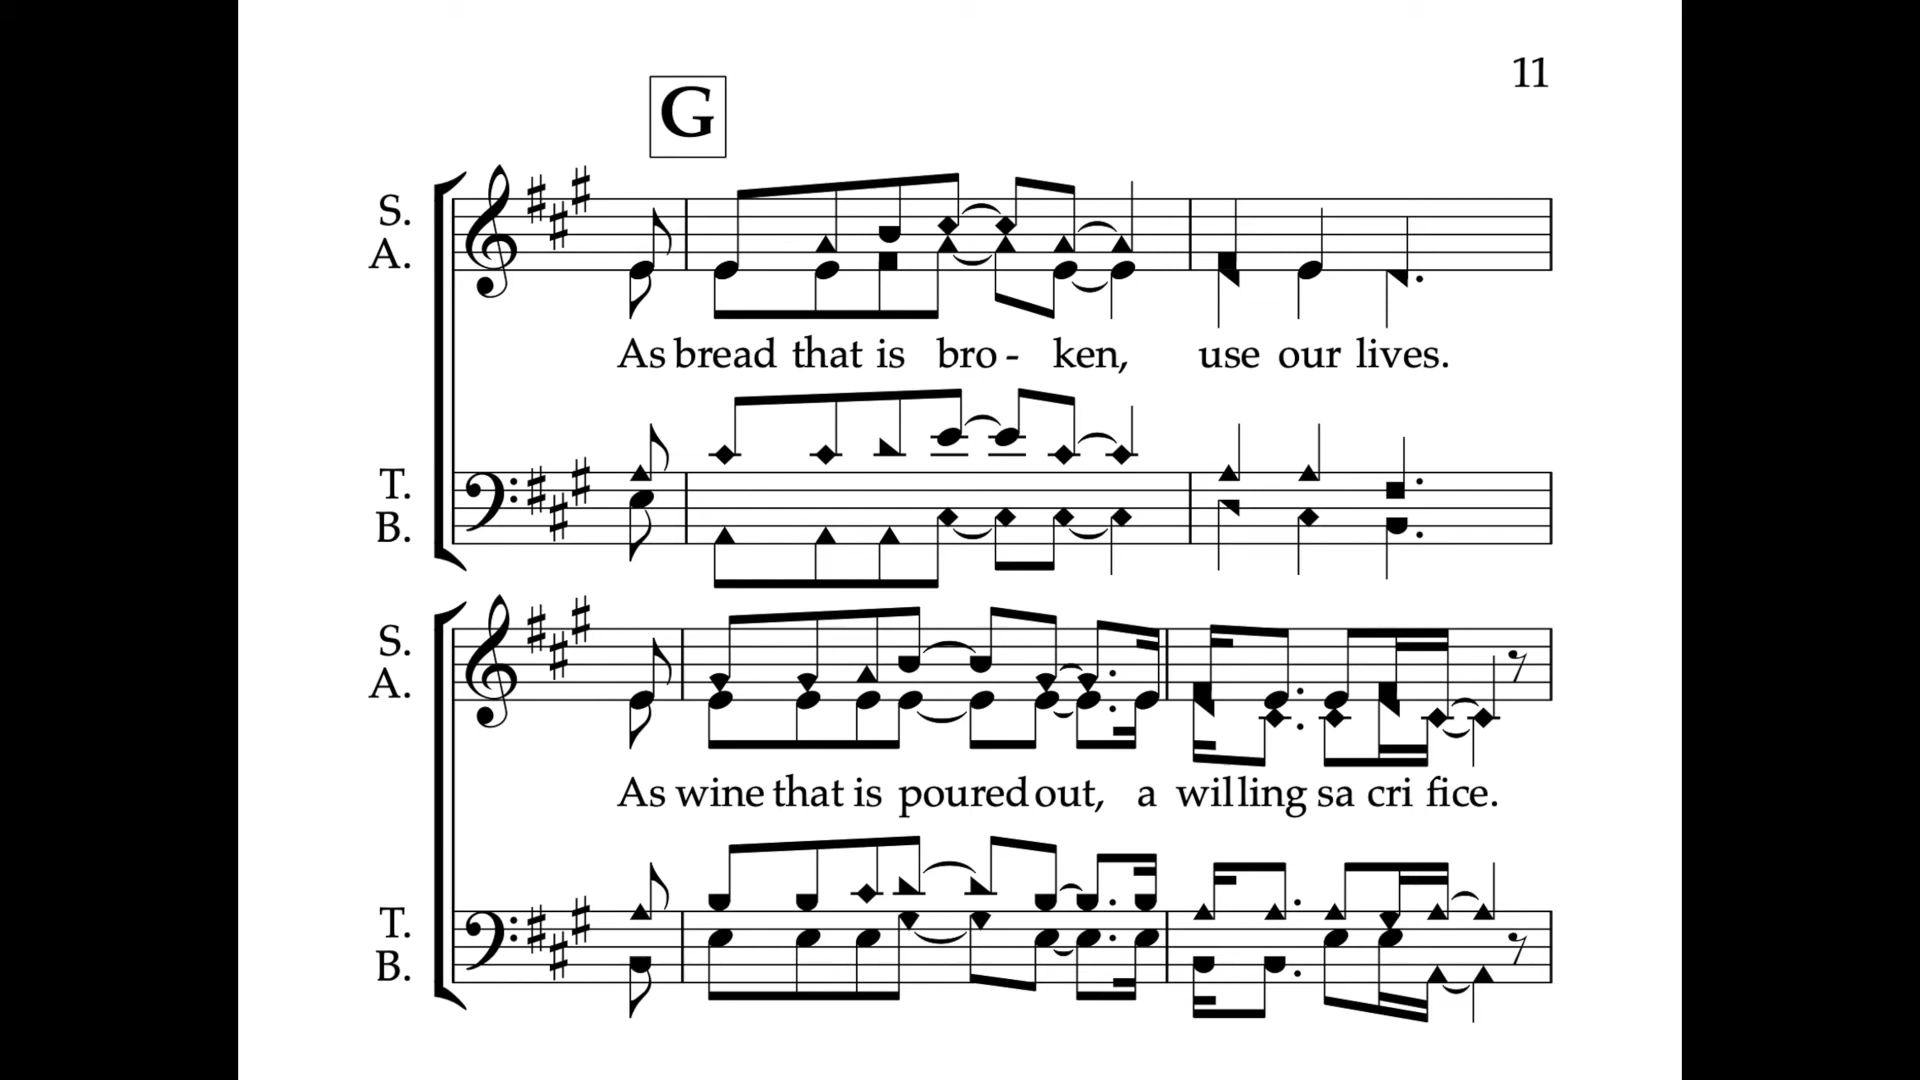 11
G
S.
A.
As bread that is bro - ken, use our lives.
T.
B.
S.
A.
As wine that is poured out, a willing sa cri fice.
T.
B.